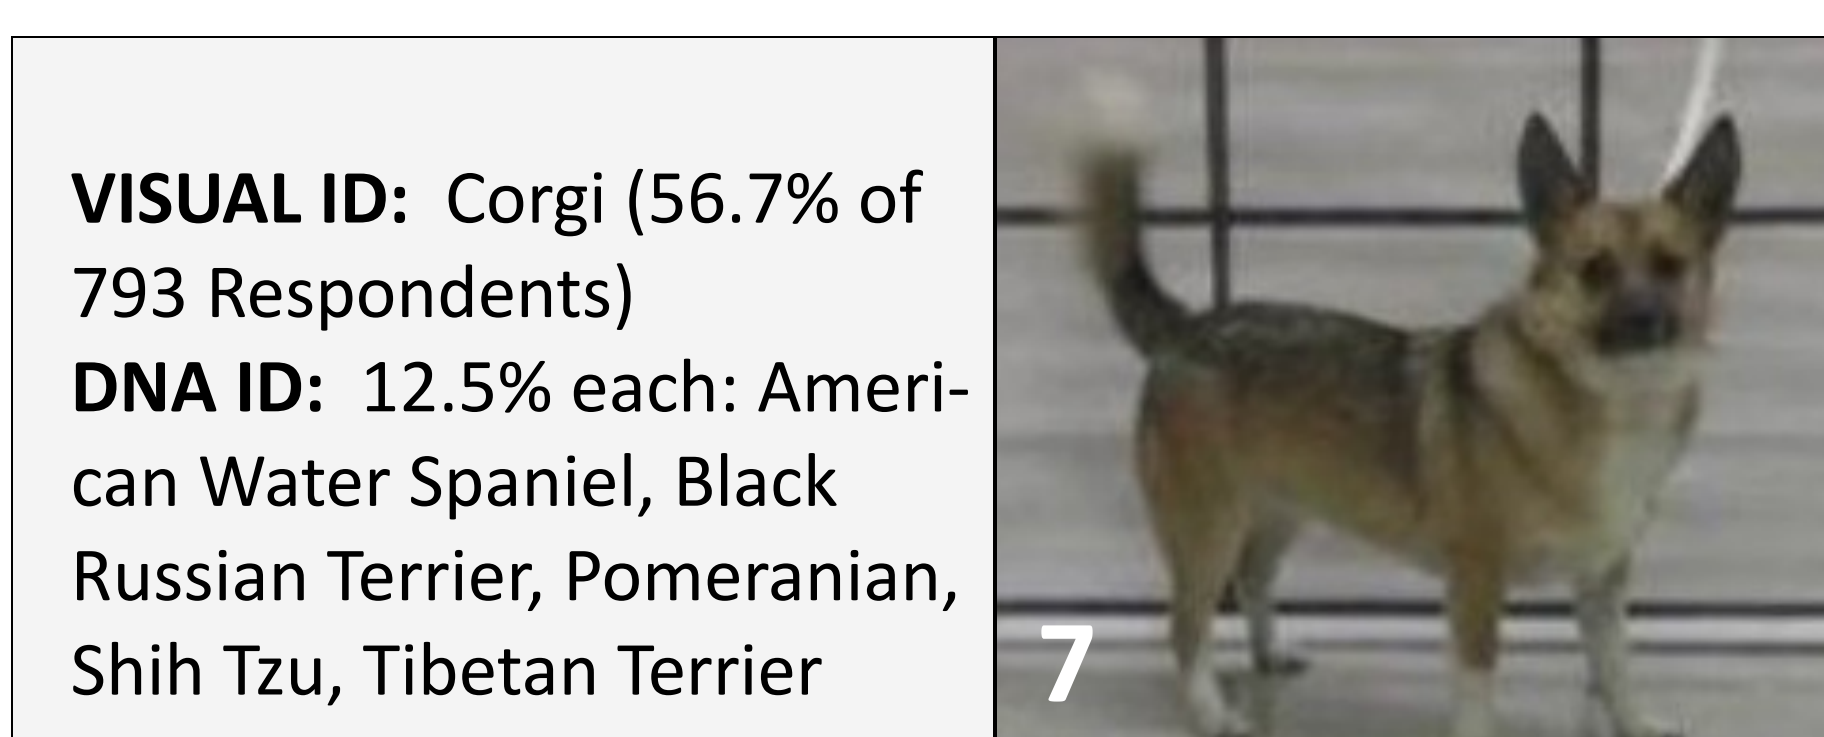 VISUAL ID:  Corgi (56.7% of
793 Respondents)
DNA ID:  12.5% each: Ameri-
can Water Spaniel, Black
Russian Terrier, Pomeranian,
Shih Tzu, Tibetan Terrier
7